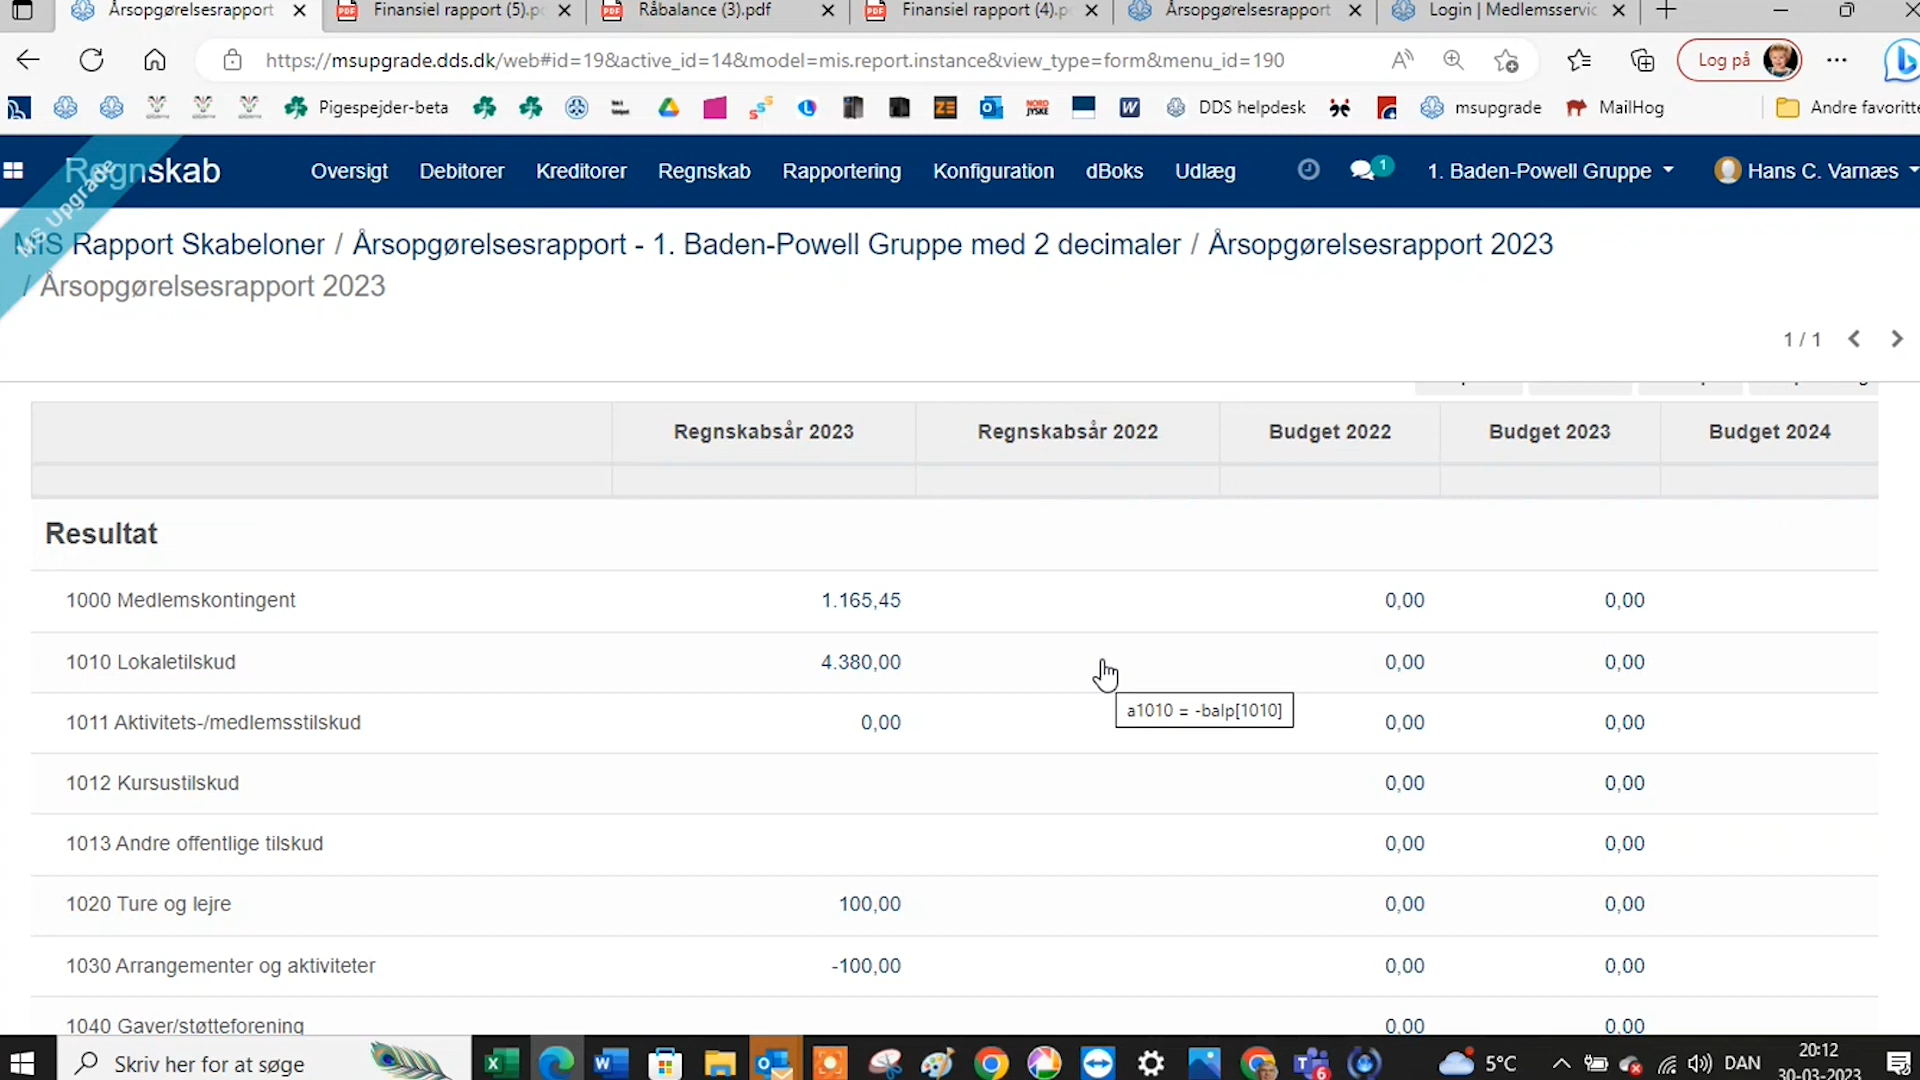 Årsopgørelsesrapport
Finansiel rapport (5).p
Råbalance (3).pdf
Finansiel rapport (4).p
Årsopgørelsesrapport
Login | Medlemsservic
https://msupgrade.dds.dk/web#id=19&active_id=14&model=mis.report.instance&view_type=form&menu_id=190
Log på
Pigespejder-beta
DDS helpdesk
msupgrade
MailHog
Andre favoritte
MS Upgrade
Regnskab
Oversigt
Debitorer
Kreditorer
Regnskab
Rapportering
Konfiguration
dBoks
Udlæg
1
1. Baden-Powell Gruppe
Hans C. Varnæs
MIS Rapport Skabeloner / Årsopgørelsesrapport - 1. Baden-Powell Gruppe med 2 decimaler / Årsopgørelsesrapport 2023
/ Årsopgørelsesrapport 2023
1 / 1
Regnskabsår 2023 Regnskabsår 2022 Budget 2022 Budget 2023 Budget 2024
Resultat
1000 Medlemskontingent 1.165,45 0,00 0,00
1010 Lokaletilskud 4.380,00 0,00 0,00
a1010 = -balp[1010]
1011 Aktivitets-/medlemsstilskud 0,00 0,00 0,00
1012 Kursustilskud 0,00 0,00
1013 Andre offentlige tilskud 0,00 0,00
1020 Ture og lejre 100,00 0,00 0,00
1030 Arrangementer og aktiviteter -100,00 0,00 0,00
1040 Gaver/støtteforening 0,00 0,00
Skriv her for at søge
6
5°C
DAN
20:12
30-03-2023